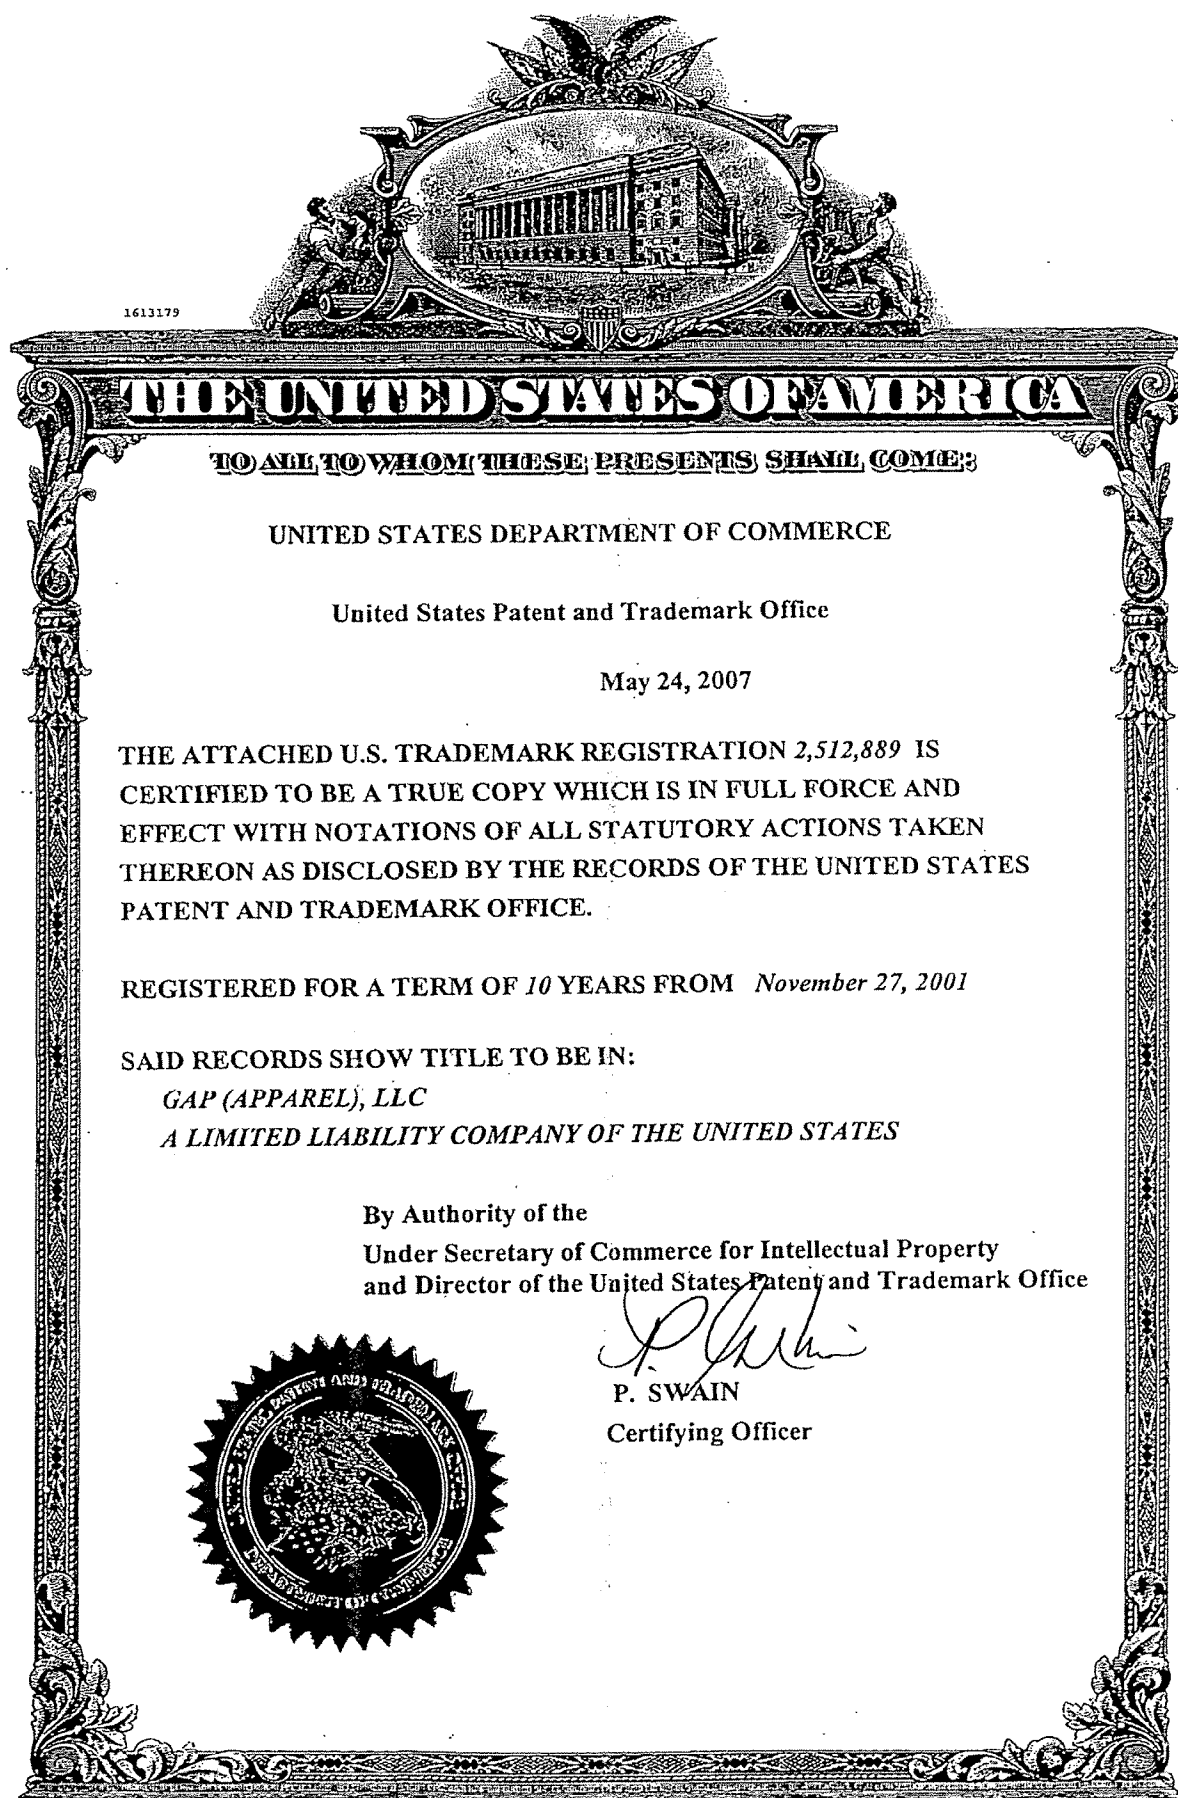 1613179
THE UNITED STATES OF AMERICA
TO ALL TO WHOM THESE PRESENTS SHALL COME:
UNITED STATES DEPARTMENT OF COMMERCE
United States Patent and Trademark Office
May 24, 2007
THE ATTACHED U.S. TRADEMARK REGISTRATION 2,512,889 IS
CERTIFIED TO BE A TRUE COPY WHICH IS IN FULL FORCE AND
EFFECT WITH NOTATIONS OF ALL STATUTORY ACTIONS TAKEN
THEREON AS DISCLOSED BY THE RECORDS OF THE UNITED STATES
PATENT AND TRADEMARK OFFICE.
REGISTERED FOR A TERM OF 10 YEARS FROM November 27, 2001
SAID RECORDS SHOW TITLE TO BE IN:
GAP (APPAREL), LLC
A LIMITED LIABILITY COMPANY OF THE UNITED STATES
By Authority of the
Under Secretary of Commerce for Intellectual Property
and Director of the United States Patent and Trademark Office
P. SWAIN
Certifying Officer
PATENT AND TRADEMARK